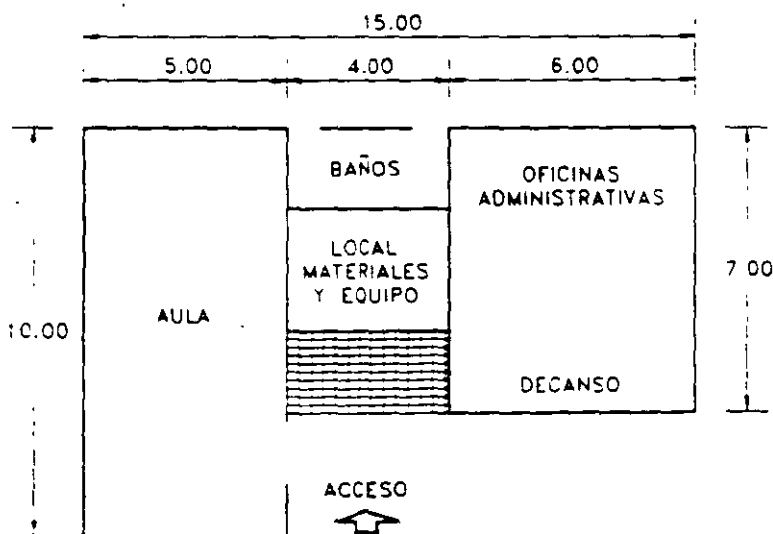 15.00
5.00
4.00
6.00
BAÑOS
OFICINAS
ADMINISTRATIVAS
LOCAL
MATERIALES
Y EQUIPO
7.00
AULA
10.00
DECANSO
ACCESO